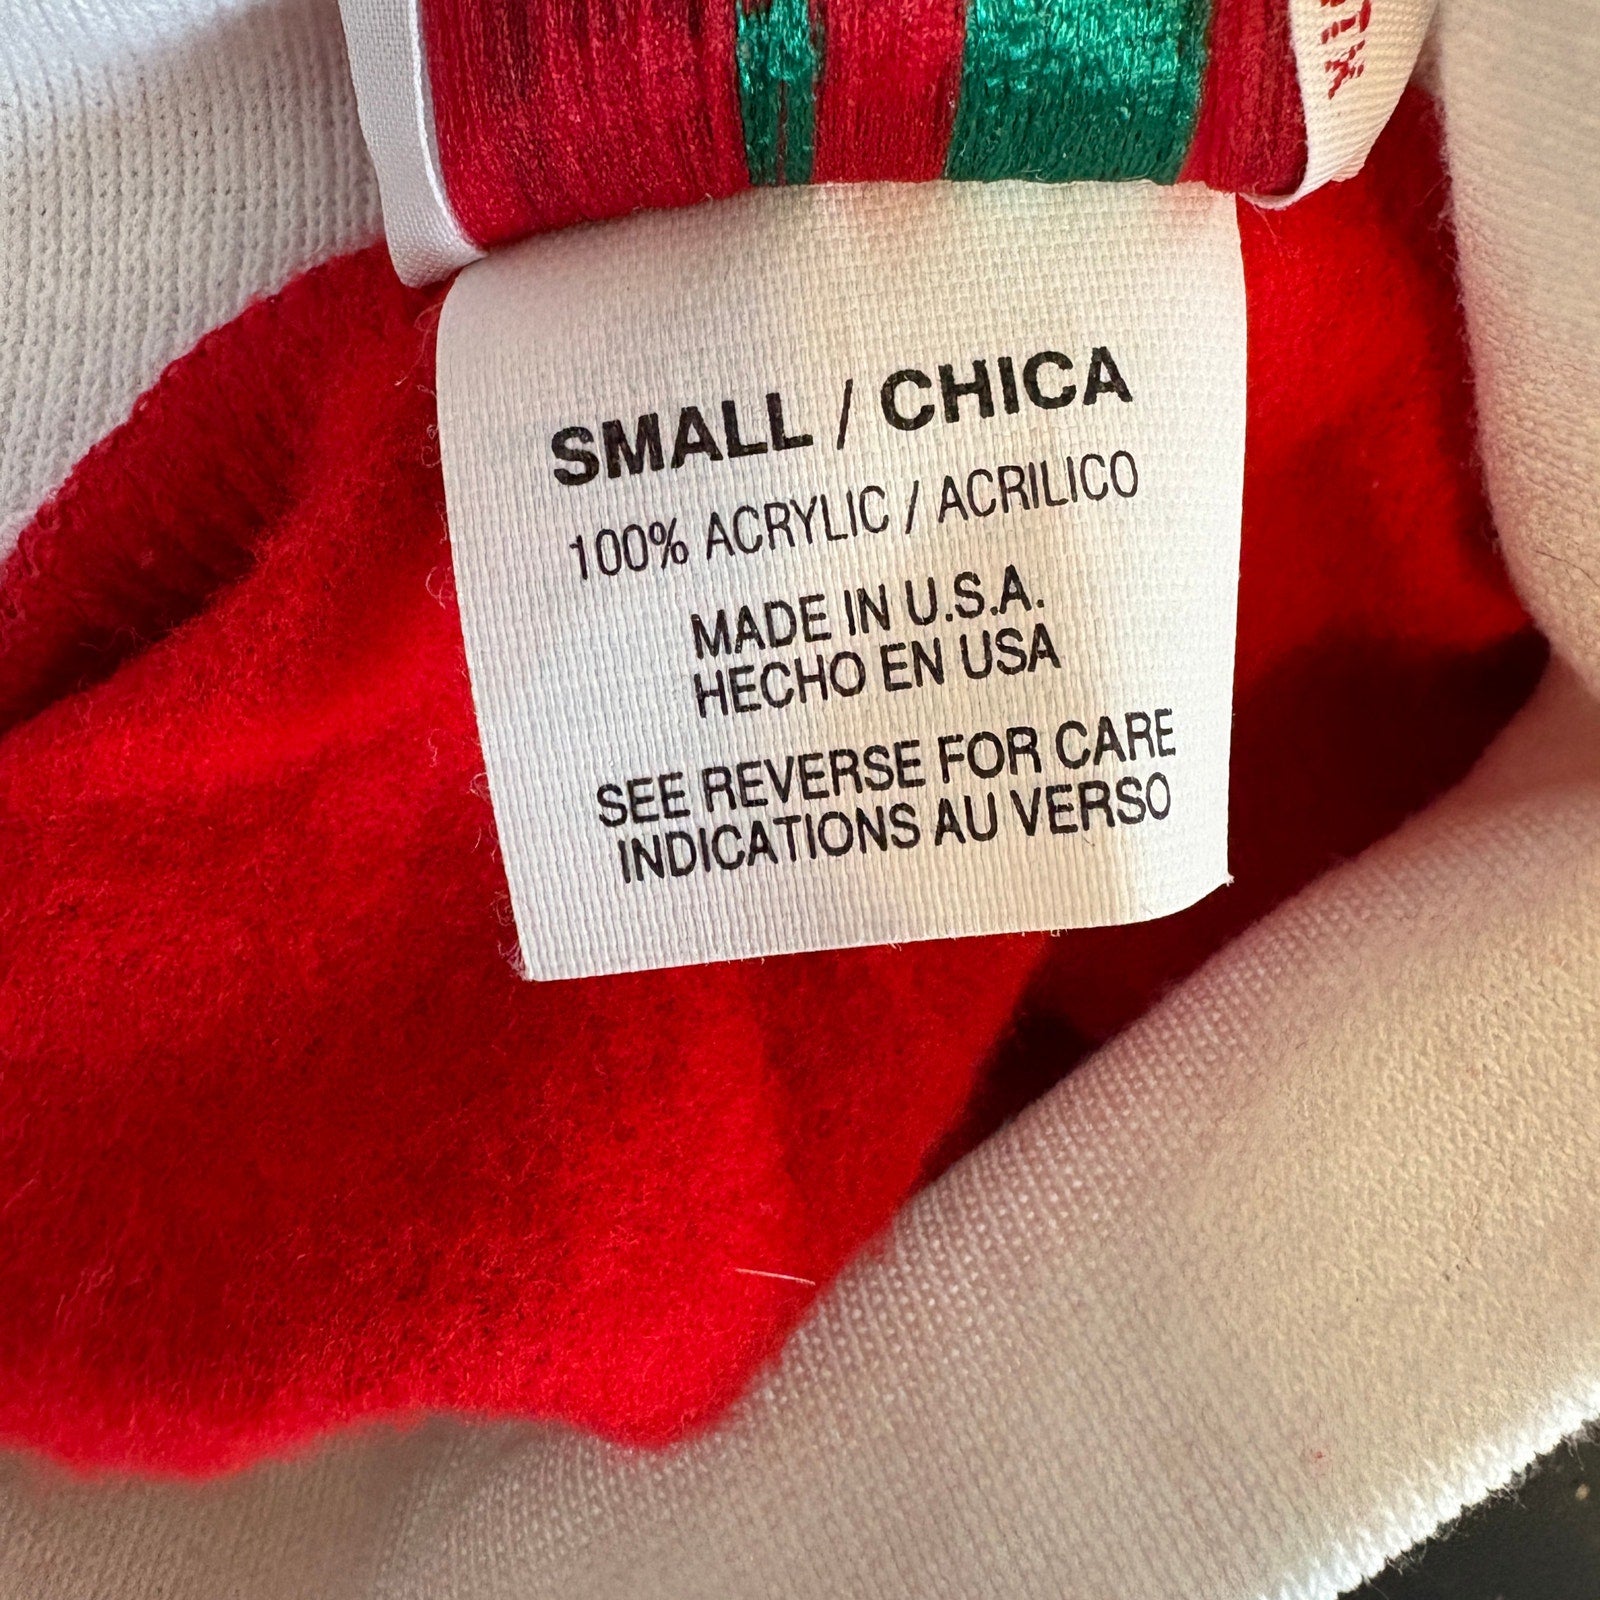 SMALL / CHICA
100% ACRYLIC / ACRILICO
MADE IN U.S.A.
HECHO EN USA
SEE REVERSE FOR CARE
INDICATIONS AU VERSO